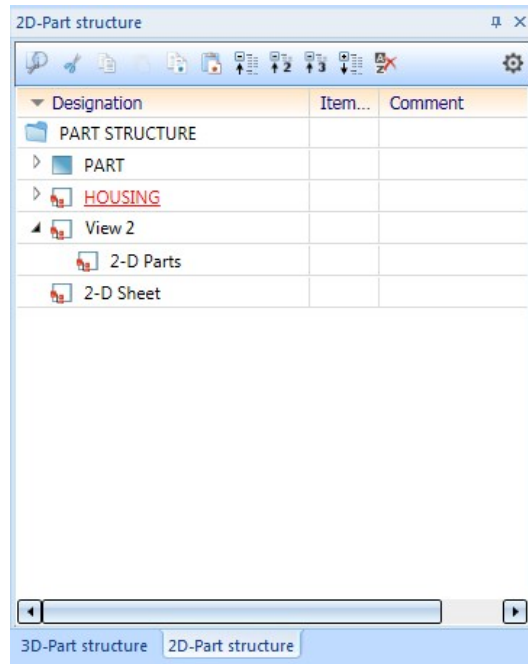 2D-Part structure
Designation Item... Comment
PART STRUCTURE
PART
HOUSING
View 2
2-D Parts
2-D Sheet
3D-Part structure 2D-Part structure